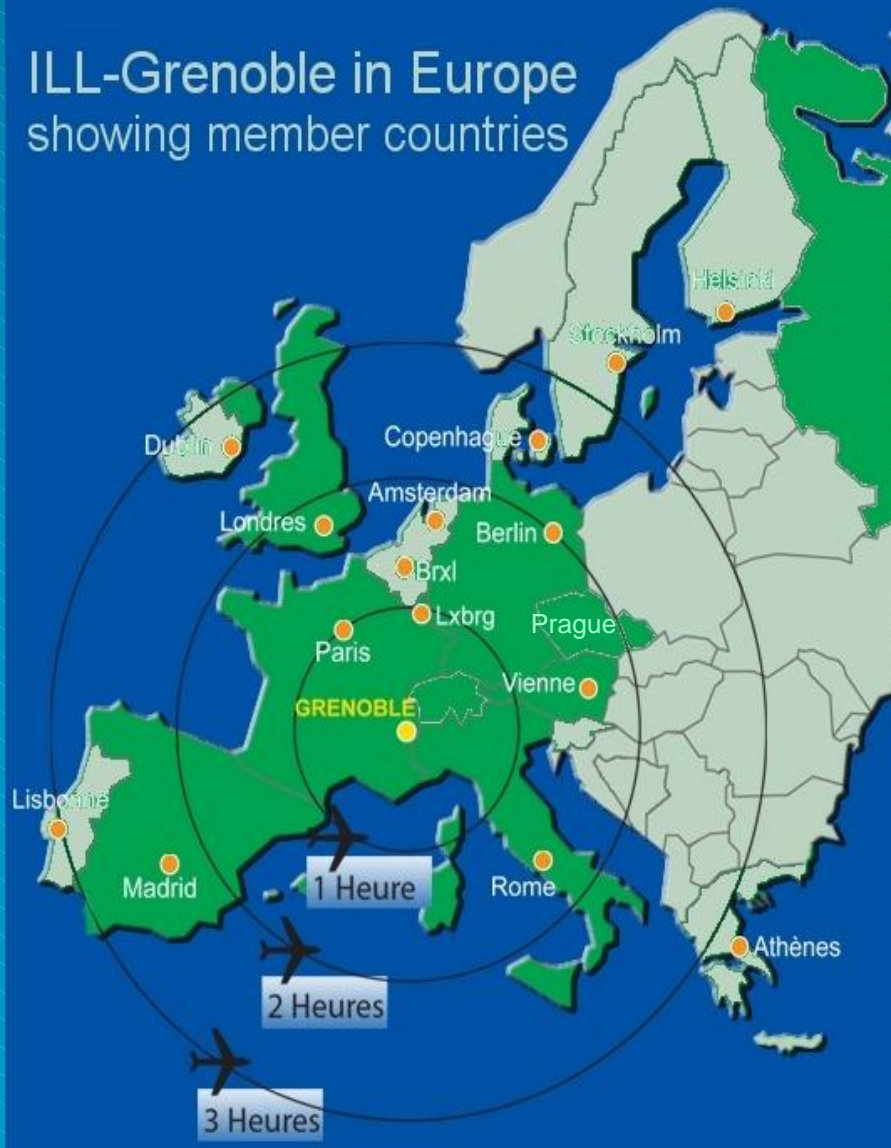 ILL-Grenoble in Europe
showing member countries
Helsinki
Stockholm
Copenhague
Dublin
Amsterdam
Londres
Berlin
Brxl
Lxbrg
Prague
Paris
Vienne
GRENOBLE
Lisbonne
Madrid
1 Heure
Rome
Athènes
2 Heures
3 Heures